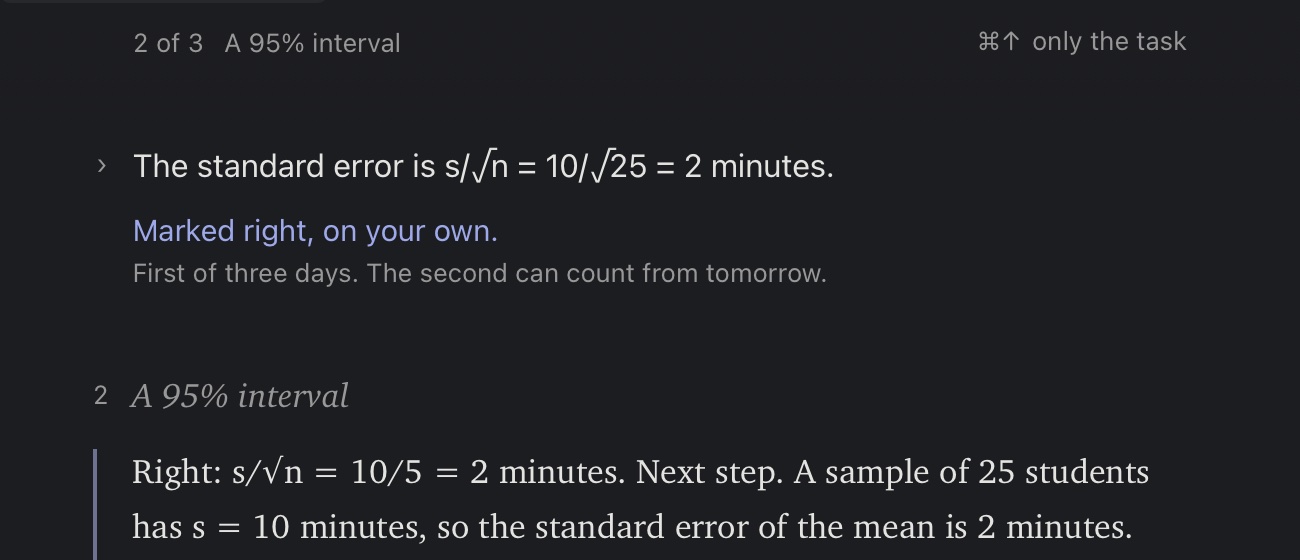 2 of 3 A 95% interval
⌘↑ only the task
› The standard error is s/√n = 10/√25 = 2 minutes.
Marked right, on your own.
First of three days. The second can count from tomorrow.
2 A 95% interval
Right: s/√n = 10/5 = 2 minutes. Next step. A sample of 25 students
has s = 10 minutes, so the standard error of the mean is 2 minutes.